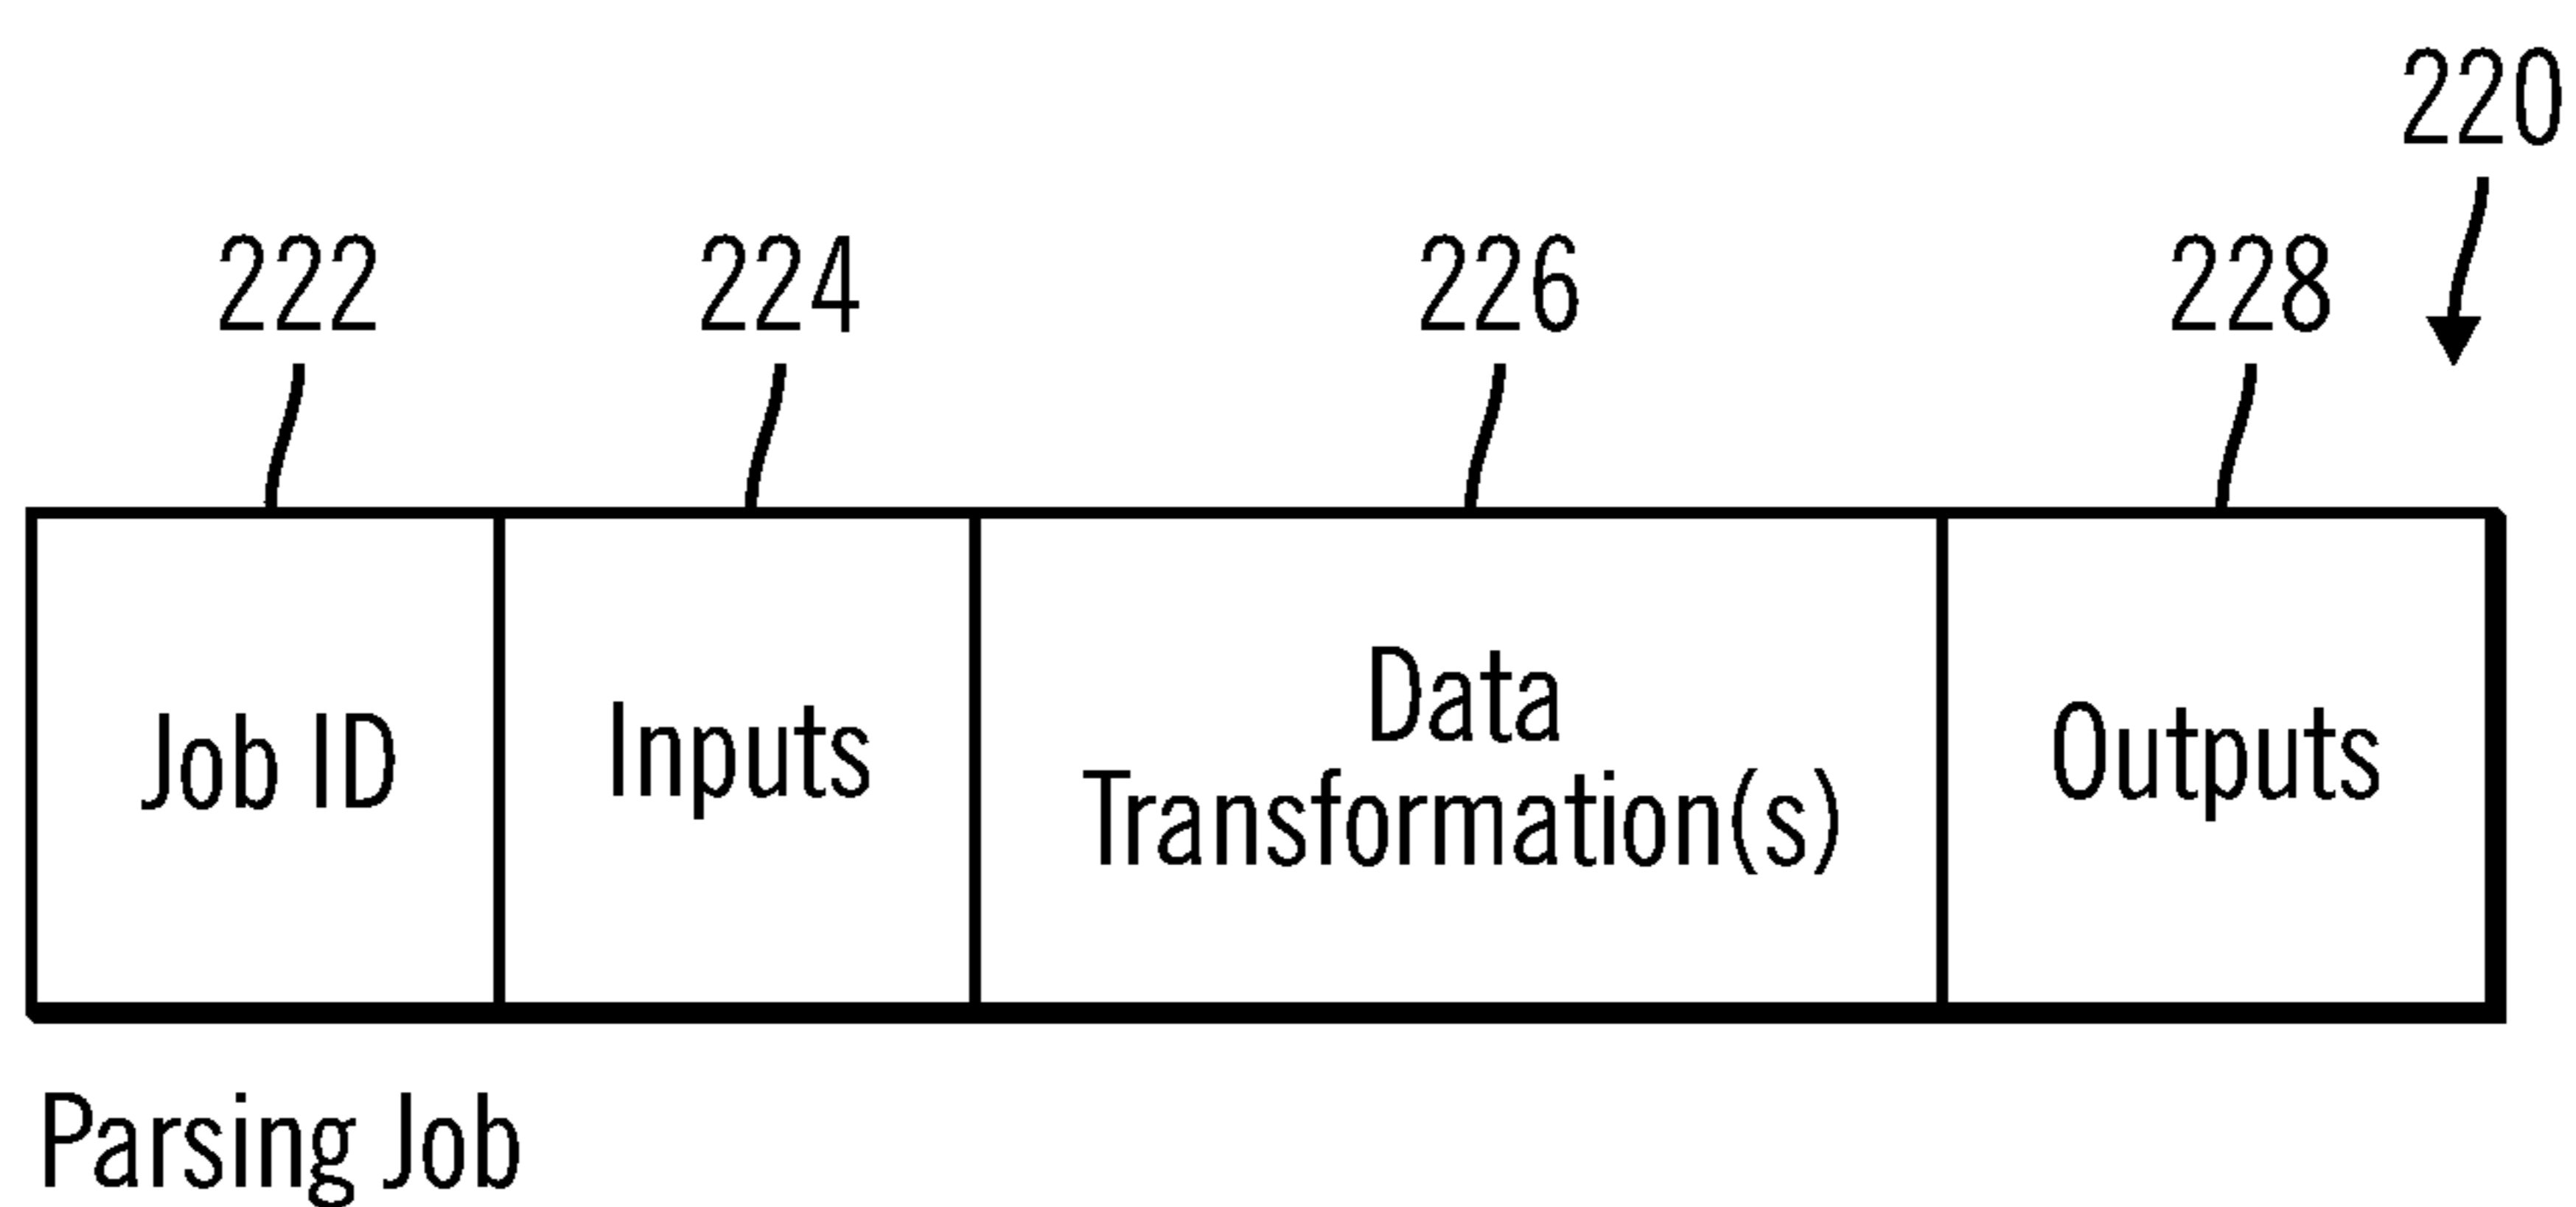 220
222 224 226 228
Job ID Inputs Data
Transformation(s) Outputs
Parsing Job